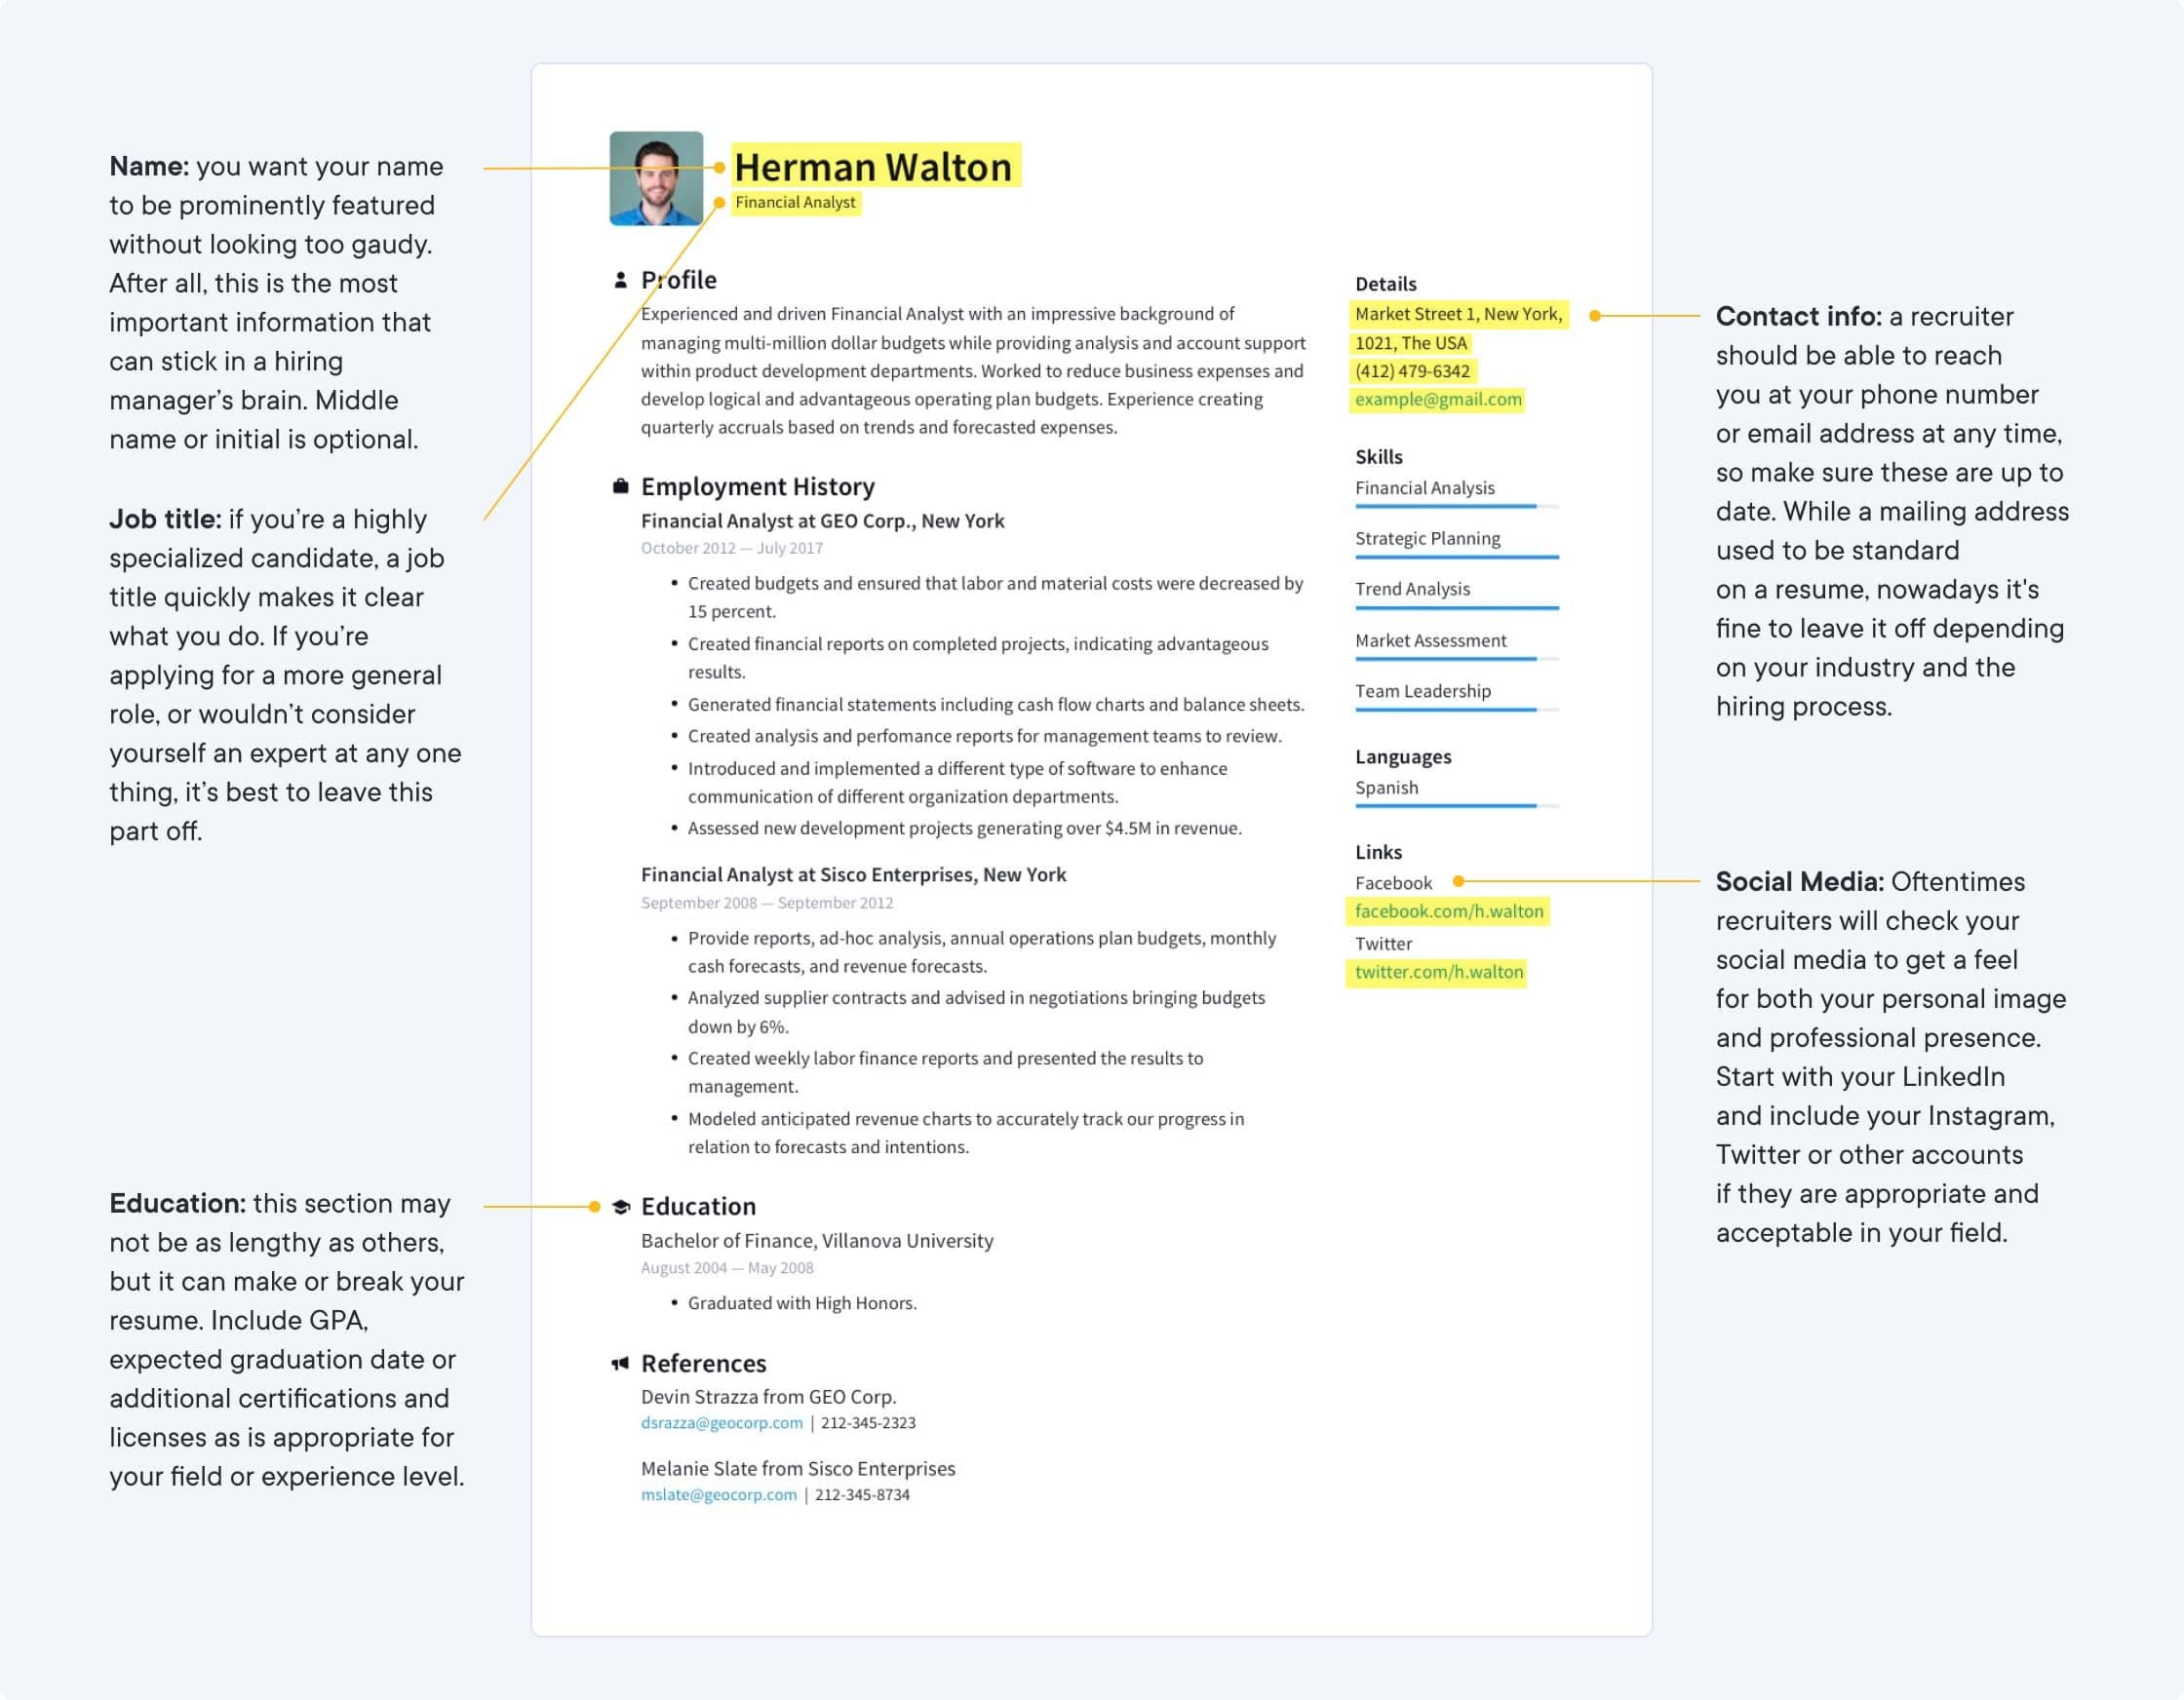 Name: you want your name
to be prominently featured
without looking too gaudy.
After all, this is the most
important information that
can stick in a hiring
manager’s brain. Middle
name or initial is optional.
Job title: if you’re a highly
specialized candidate, a job
title quickly makes it clear
what you do. If you’re
applying for a more general
role, or wouldn’t consider
yourself an expert at any one
thing, it’s best to leave this
part off.
Education: this section may
not be as lengthy as others,
but it can make or break your
resume. Include GPA,
expected graduation date or
additional certifications and
licenses as is appropriate for
your field or experience level.
Herman Walton
Financial Analyst
Profile
Experienced and driven Financial Analyst with an impressive background of
managing multi-million dollar budgets while providing analysis and account support
within product development departments. Worked to reduce business expenses and
develop logical and advantageous operating plan budgets. Experience creating
quarterly accruals based on trends and forecasted expenses.
Employment History
Financial Analyst at GEO Corp., New York
October 2012 — July 2017
• Created budgets and ensured that labor and material costs were decreased by
15 percent.
• Created financial reports on completed projects, indicating advantageous
results.
• Generated financial statements including cash flow charts and balance sheets.
• Created analysis and perfomance reports for management teams to review.
• Introduced and implemented a different type of software to enhance
communication of different organization departments.
• Assessed new development projects generating over $4.5M in revenue.
Financial Analyst at Sisco Enterprises, New York
September 2008 — September 2012
• Provide reports, ad-hoc analysis, annual operations plan budgets, monthly
cash forecasts, and revenue forecasts.
• Analyzed supplier contracts and advised in negotiations bringing budgets
down by 6%.
• Created weekly labor finance reports and presented the results to
management.
• Modeled anticipated revenue charts to accurately track our progress in
relation to forecasts and intentions.
Education
Bachelor of Finance, Villanova University
August 2004 — May 2008
• Graduated with High Honors.
References
Devin Strazza from GEO Corp.
dsrazza@geocorp.com | 212-345-2323
Melanie Slate from Sisco Enterprises
mslate@geocorp.com | 212-345-8734
Details
Market Street 1, New York,
1021, The USA
(412) 479-6342
example@gmail.com
Skills
Financial Analysis
Strategic Planning
Trend Analysis
Market Assessment
Team Leadership
Languages
Spanish
Links
Facebook
facebook.com/h.walton
Twitter
twitter.com/h.walton
Contact info: a recruiter
should be able to reach
you at your phone number
or email address at any time,
so make sure these are up to
date. While a mailing address
used to be standard
on a resume, nowadays it's
fine to leave it off depending
on your industry and the
hiring process.
Social Media: Oftentimes
recruiters will check your
social media to get a feel
for both your personal image
and professional presence.
Start with your LinkedIn
and include your Instagram,
Twitter or other accounts
if they are appropriate and
acceptable in your field.